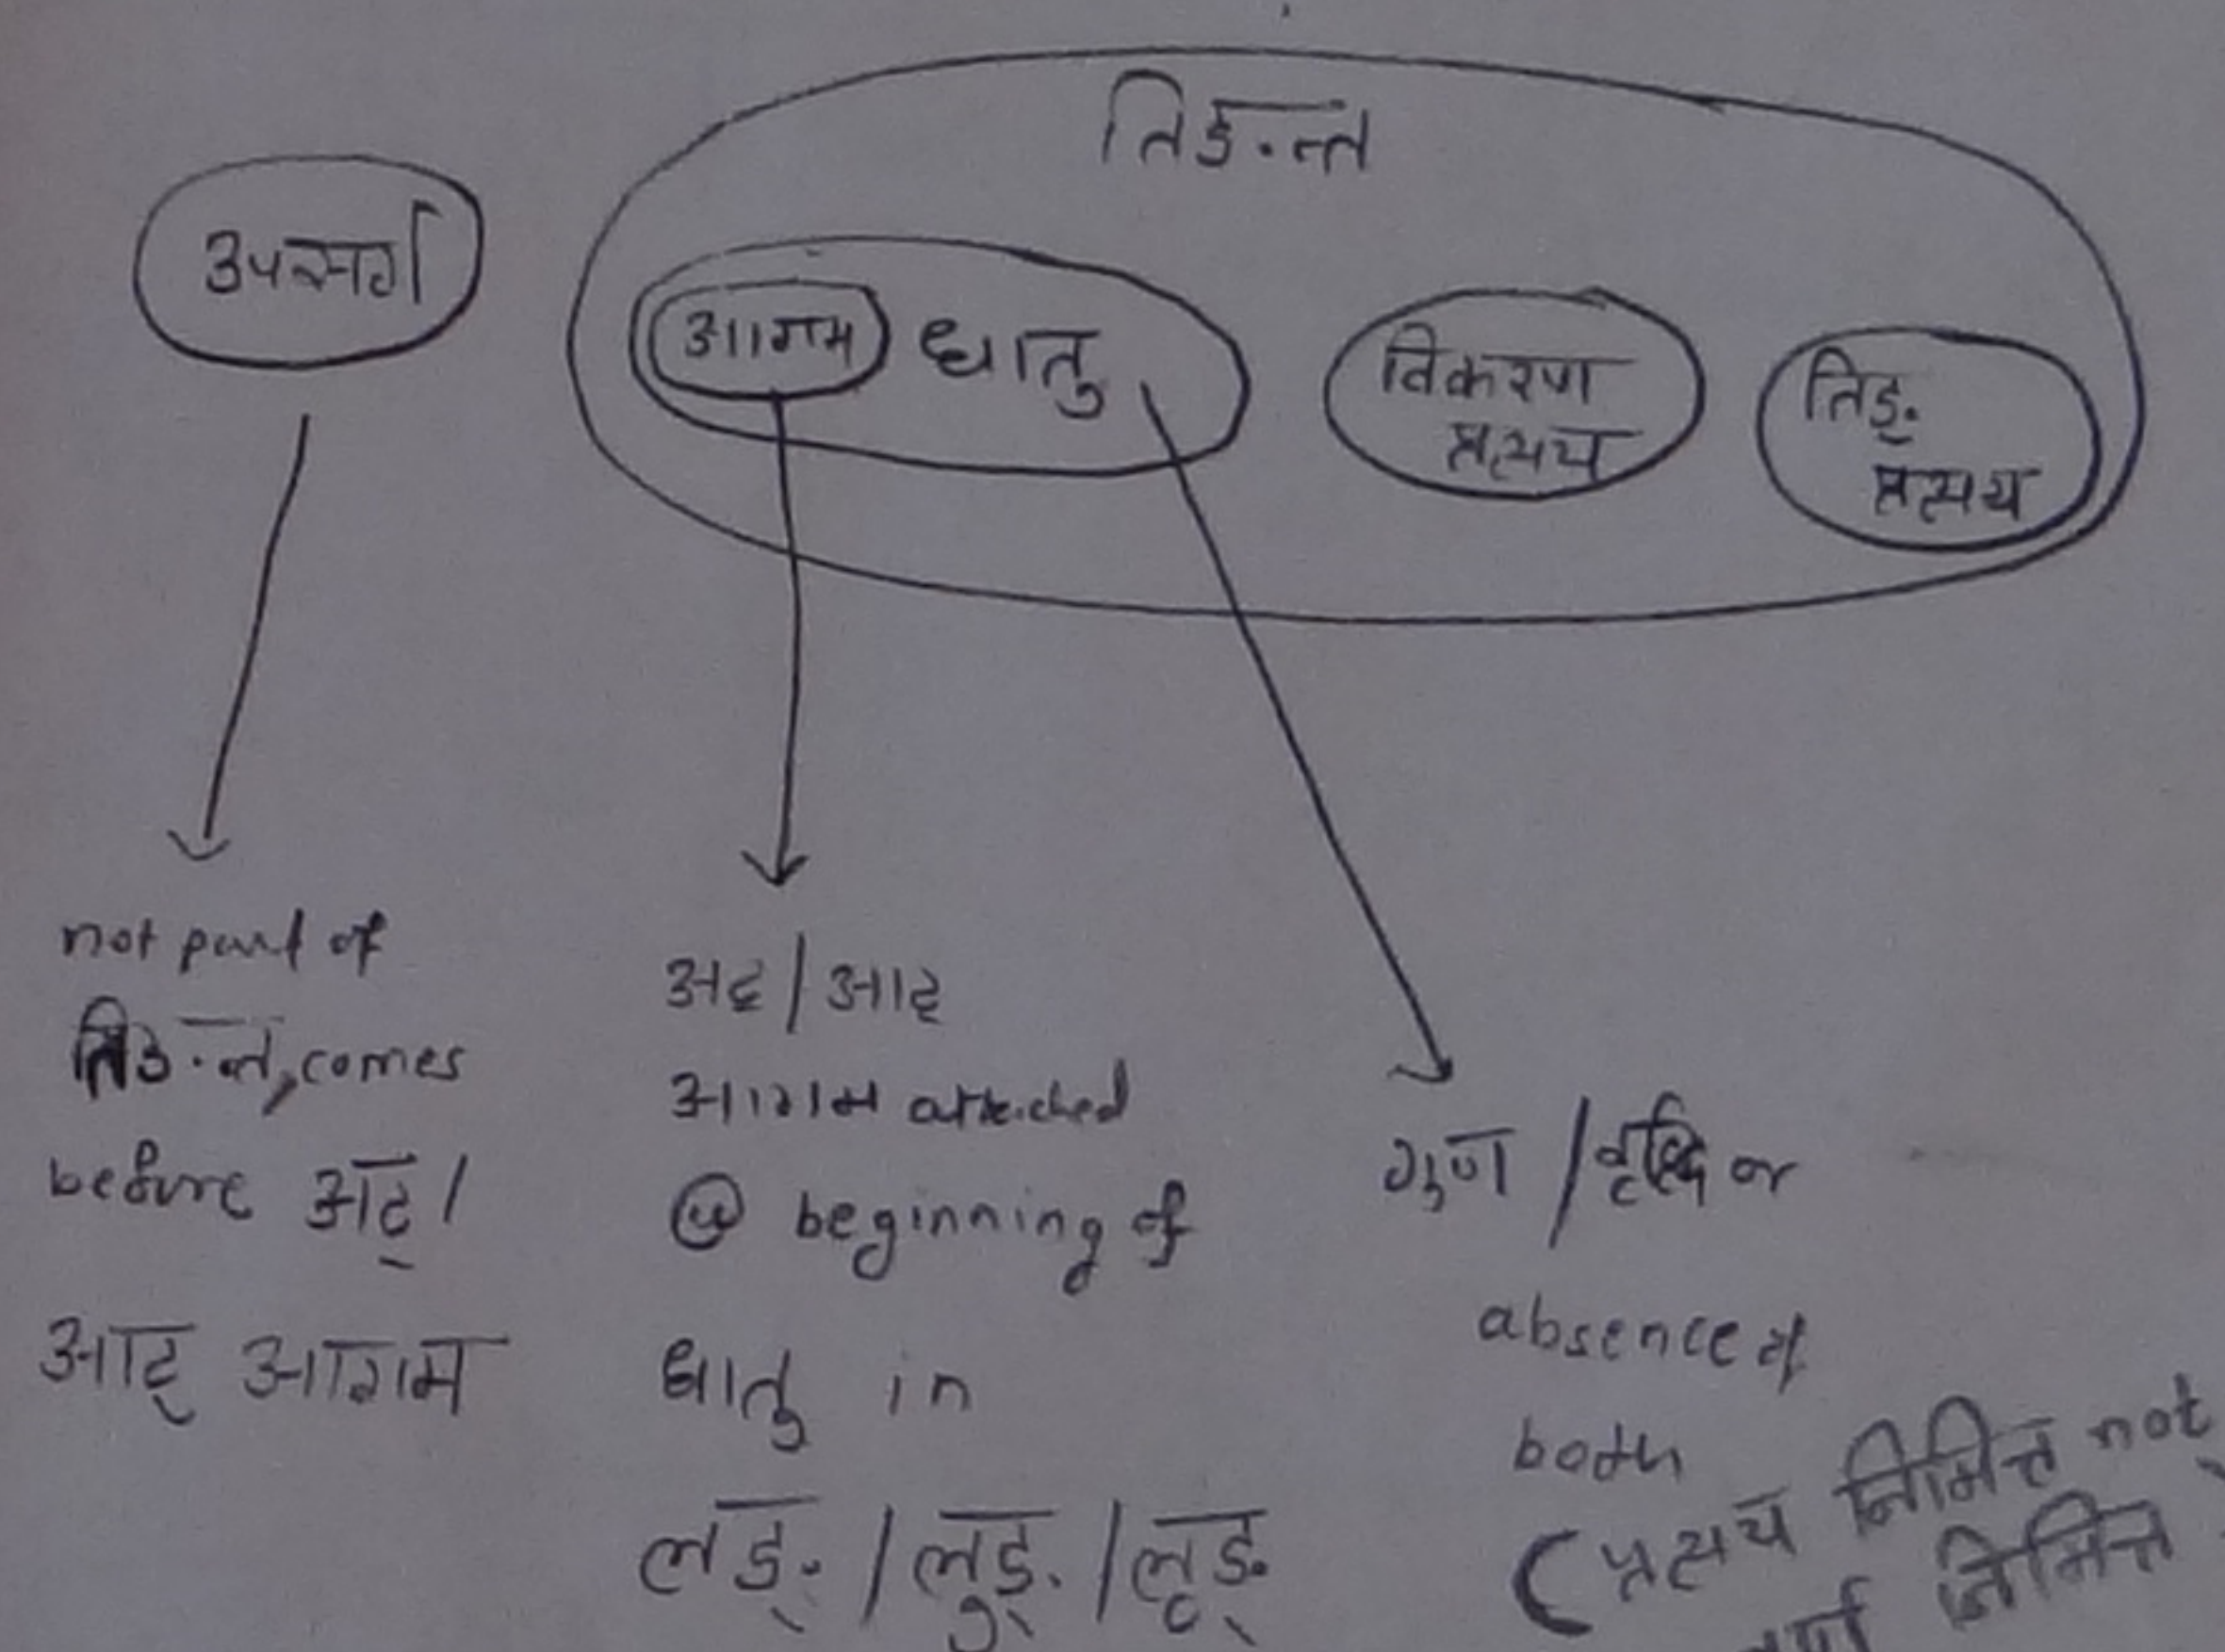 तिङन्त
उपसर्ग
आगम धातु
विकरण
प्रत्यय
तिङ्
प्रत्यय
not part of
तिङन्त, comes
before अट्/
आट् आगम
अट/आट्
आगम attached
@ beginning of
धातु in
लङ्/लुङ्/लृङ्
गुण/वृद्धि or
absence of
both
(प्रत्यय निमित्त not
निमित्त